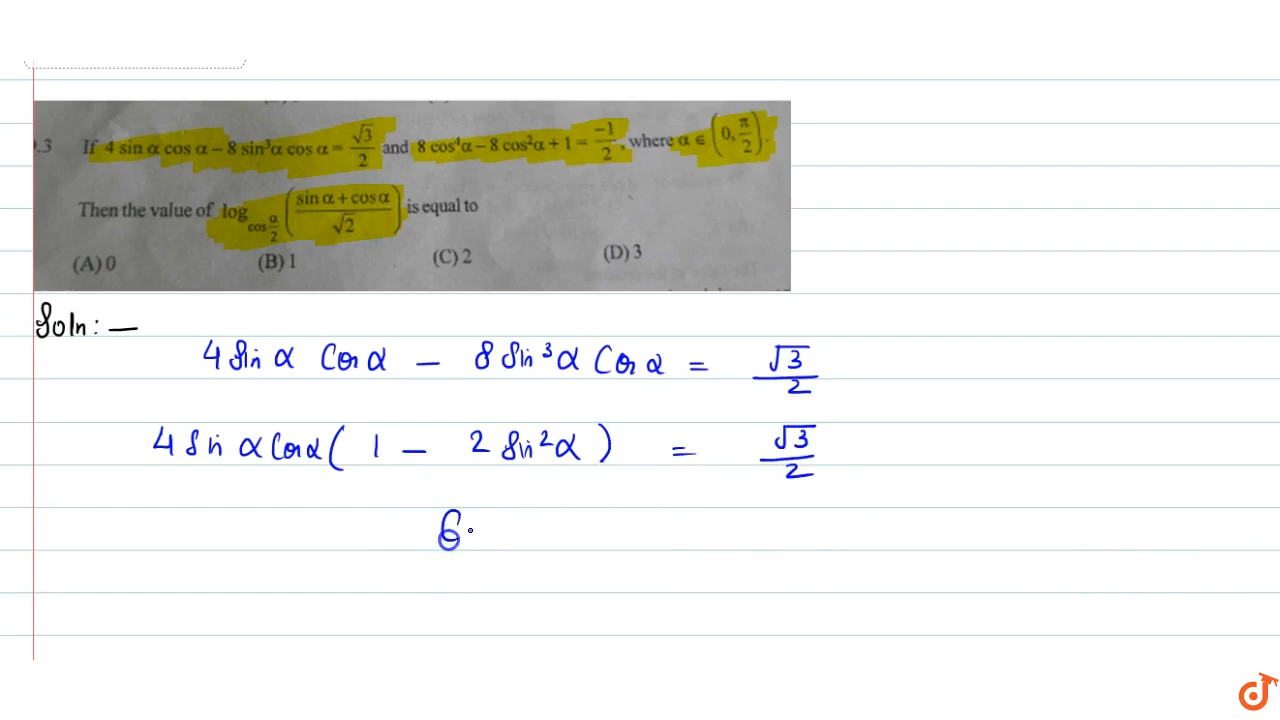 .3 If 4 sin α cos α – 8 sin³α cos α = √3/2 and 8 cos⁴α – 8 cos²α + 1 = –1/2, where α ∈ (0, π/2).
Then the value of log_{cos α/2} ((sin α + cos α)/√2) is equal to
(A) 0 (B) 1 (C) 2 (D) 3
Soln: —
4 Sin α Cos α – 8 Sin³α Cos α = √3/2
4 Sin α Cos α ( 1 – 2 Sin²α ) = √3/2